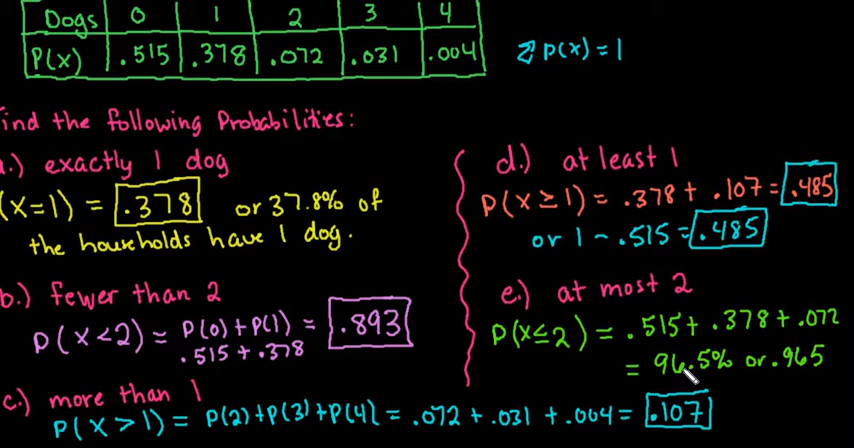 Dogs 0 1 2 3 4
P(x) .515 .378 .072 .031 .004
Σ P(x) = 1
find the following Probabilities:
a.) exactly 1 dog
(X=1) = .378 or 37.8% of
the households have 1 dog.
b.) fewer than 2
P(X<2) = P(0)+P(1) = .893
.515 + .378
c.) more than 1
P(X>1) = P(2)+P(3)+P(4) = .072 + .031 + .004 = .107
d.) at least 1
P(X≥1) = .378 + .107 = .485
or 1 - .515 = .485
e.) at most 2
P(X≤2) = .515 + .378 + .072
= 96.5% or .965